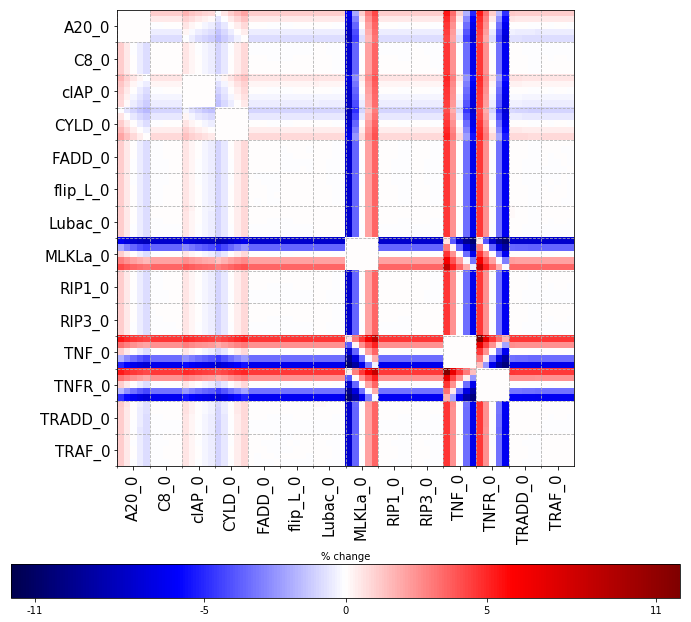 A20_0
C8_0
cIAP_0
CYLD_0
FADD_0
flip_L_0
Lubac_0
MLKLa_0
RIP1_0
RIP3_0
TNF_0
TNFR_0
TRADD_0
TRAF_0
A20_0 C8_0 cIAP_0 CYLD_0 FADD_0 flip_L_0 Lubac_0 MLKLa_0 RIP1_0 RIP3_0 TNF_0 TNFR_0 TRADD_0 TRAF_0
% change
-11 -5 0 5 11